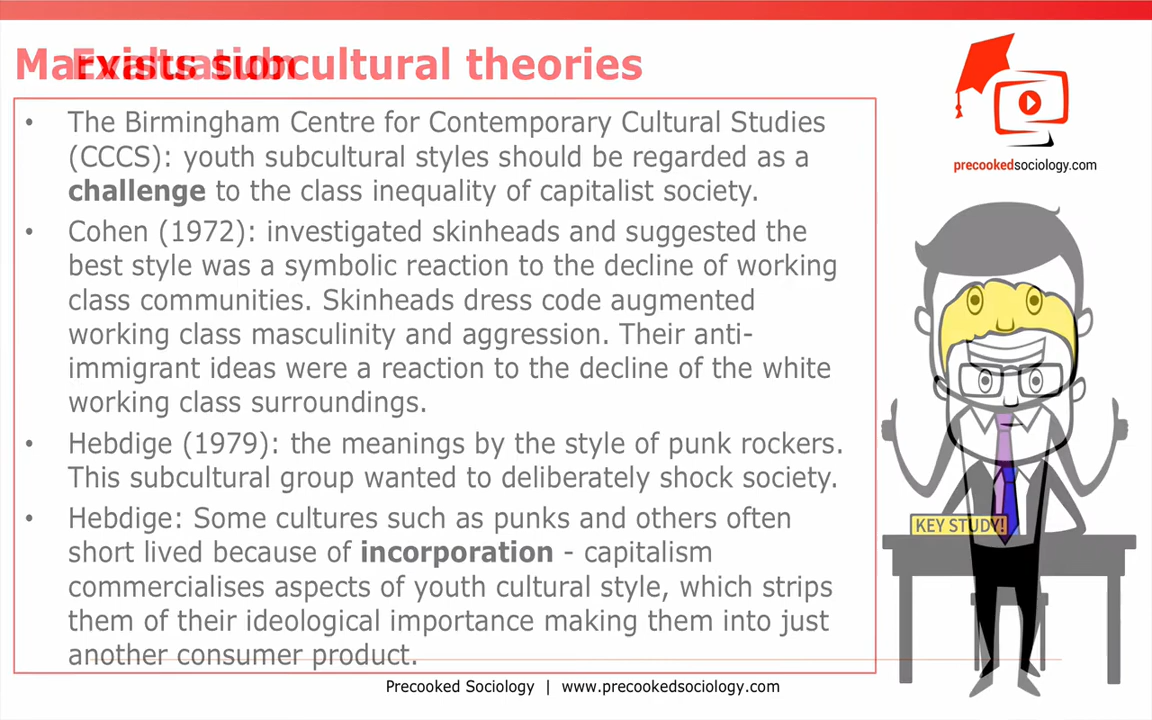 Marxists subcultural theories
Evaluation
precookedsociology.com
• The Birmingham Centre for Contemporary Cultural Studies
(CCCS): youth subcultural styles should be regarded as a
challenge to the class inequality of capitalist society.
• Cohen (1972): investigated skinheads and suggested the
best style was a symbolic reaction to the decline of working
class communities. Skinheads dress code augmented
working class masculinity and aggression. Their anti-
immigrant ideas were a reaction to the decline of the white
working class surroundings.
• Hebdige (1979): the meanings by the style of punk rockers.
This subcultural group wanted to deliberately shock society.
• Hebdige: Some cultures such as punks and others often
short lived because of incorporation - capitalism
commercialises aspects of youth cultural style, which strips
them of their ideological importance making them into just
another consumer product.
KEY STUDY!
Precooked Sociology | www.precookedsociology.com